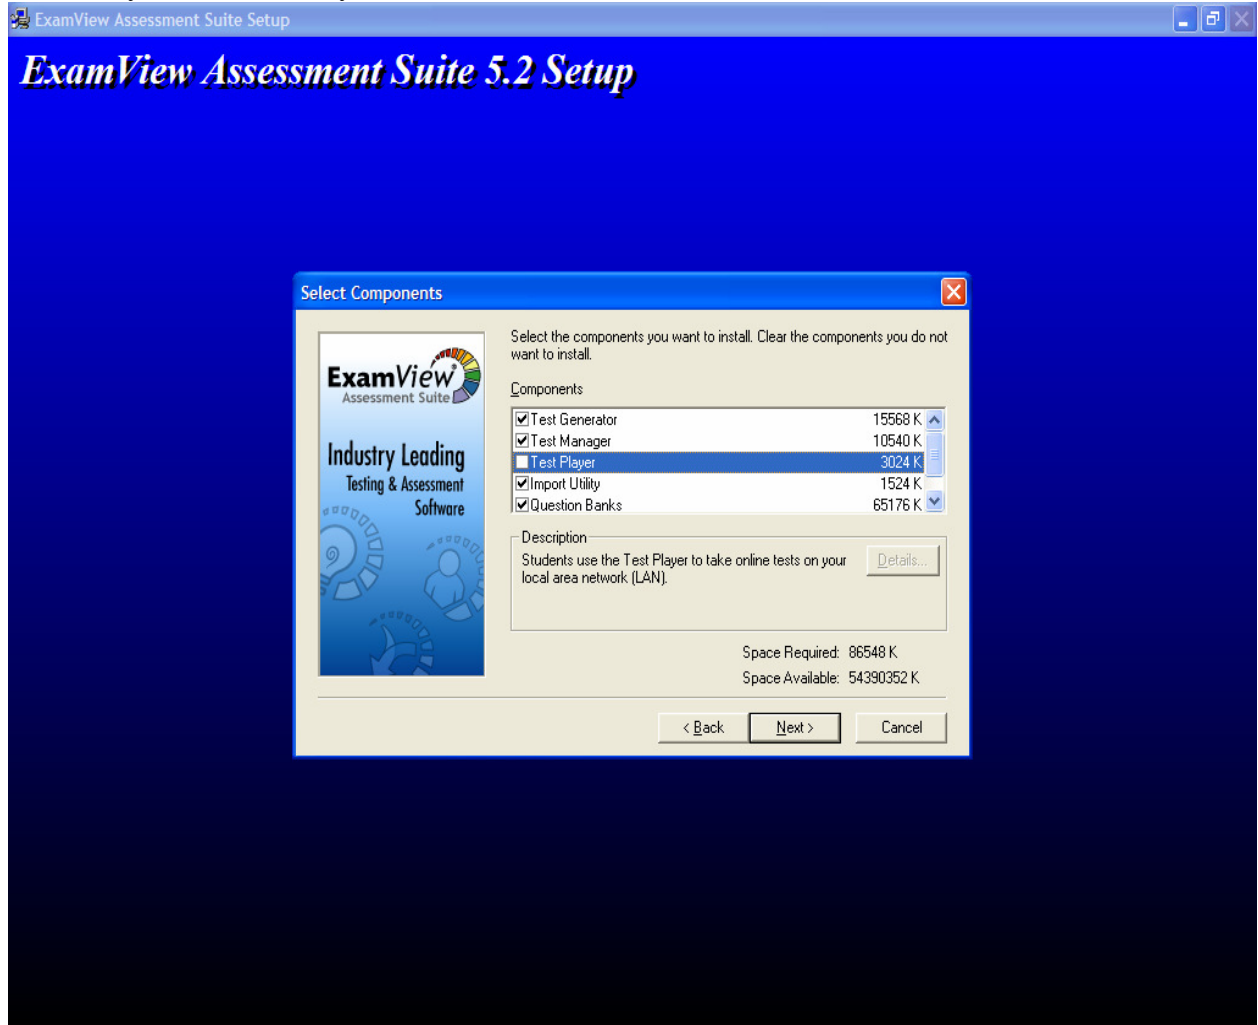 ExamView Assessment Suite Setup
ExamView Assessment Suite 5.2 Setup
Select Components
ExamView
Assessment Suite
Industry Leading
Testing & Assessment
Software
Select the components you want to install. Clear the components you do not
want to install.
Components
Test Generator 15568 K
Test Manager 10540 K
Test Player 3024 K
Import Utility 1524 K
Question Banks 65176 K
Description
Students use the Test Player to take online tests on your
local area network (LAN).
Details...
Space Required: 86548 K
Space Available: 54390352 K
< Back Next > Cancel